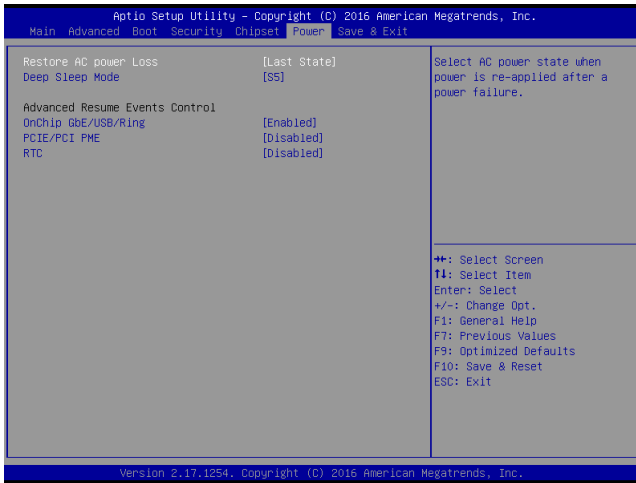 Aptio Setup Utility – Copyright (C) 2016 American Megatrends, Inc.
Main Advanced Boot Security Chipset Power Save & Exit
Restore AC power Loss [Last State]
Deep Sleep Mode [S5]
Advanced Resume Events Control
OnChip GbE/USB/Ring [Enabled]
PCIE/PCI PME [Disabled]
RTC [Disabled]
Select AC power state when
power is re-applied after a
power failure.
→←: Select Screen
↑↓: Select Item
Enter: Select
+/-: Change Opt.
F1: General Help
F7: Previous Values
F9: Optimized Defaults
F10: Save & Reset
ESC: Exit
Version 2.17.1254. Copyright (C) 2016 American Megatrends, Inc.